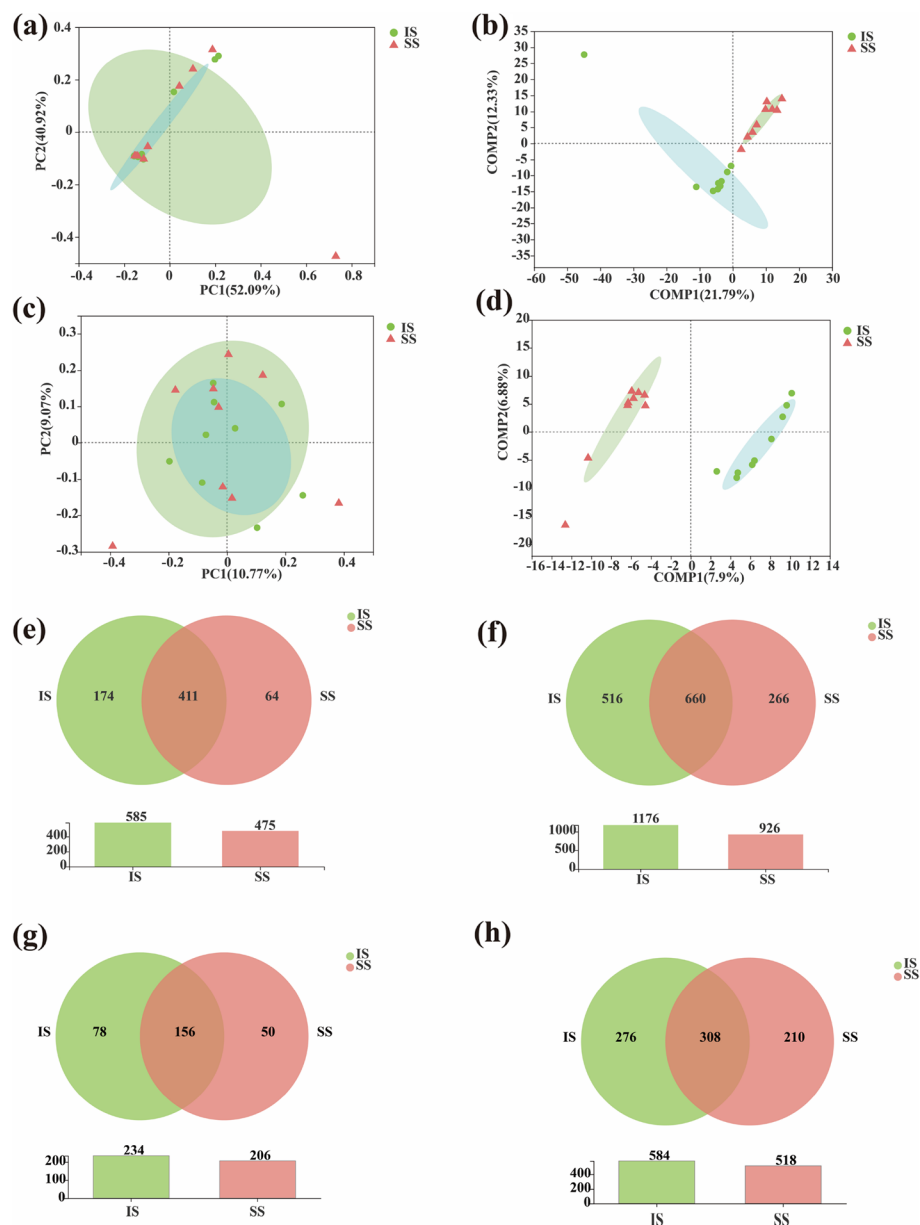 (a)
IS
SS
0.4
0.2
0
-0.2
-0.4
PC2(40.92%)
-0.4 -0.2 0 0.2 0.4 0.6 0.8
PC1(52.09%)
(b)
IS
SS
35
30
25
20
15
10
5
0
-5
-10
-15
-20
-25
-30
-35
COMP2(12.33%)
-60 -50 -40 -30 -20 -10 0 10 20 30
COMP1(21.79%)
(c)
IS
SS
0.3
0.2
0.1
0
-0.1
-0.2
-0.3
PC2(9.07%)
-0.4 -0.2 0 0.2 0.4
PC1(10.77%)
(d)
IS
SS
20
15
10
5
0
-5
-10
-15
-20
COMP2(6.88%)
-16 -14 -12 -10 -8 -6 -4 -2 0 2 4 6 8 10 12 14
COMP1(7.9%)
(e)
IS
SS
IS 174 411 64 SS
585 475
400
200
0
IS SS
(f)
IS
SS
IS 516 660 266 SS
1176 926
1000
500
0
IS SS
(g)
IS
SS
IS 78 156 50 SS
234 206
200
100
0
IS SS
(h)
IS
SS
IS 276 308 210 SS
584 518
400
200
0
IS SS